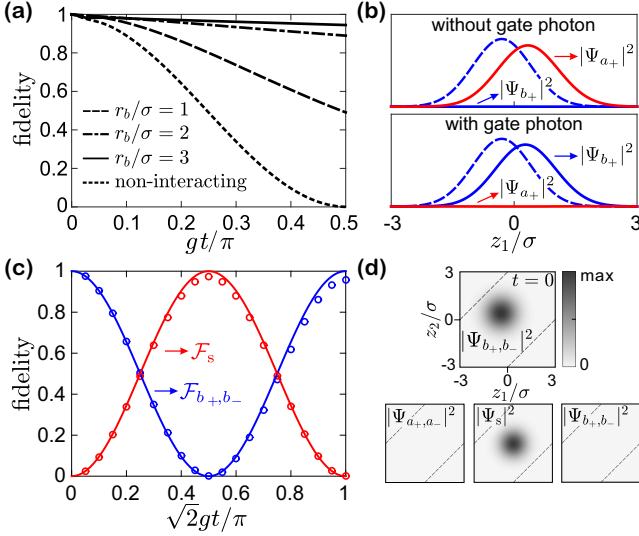 (a)
fidelity
1
0.8
0.6
0.4
0.2
0
r_b/σ = 1
r_b/σ = 2
r_b/σ = 3
non-interacting
0 0.1 0.2 0.3 0.4 0.5
gt/π
(b)
without gate photon
|Ψ_{a+}|²
|Ψ_{b+}|²
with gate photon
|Ψ_{b+}|²
|Ψ_{a+}|²
-3 0 3
z₁/σ
(c)
fidelity
1
0.8
0.6
0.4
0.2
0
F_s
F_{b+,b−}
0 0.2 0.4 0.6 0.8 1
√2gt/π
(d)
t = 0
|Ψ_{b+,b−}|²
z₂/σ
3
0
-3
-3 0 3
z₁/σ
max
0
|Ψ_{a+,a−}|² |Ψ_s|² |Ψ_{b+,b−}|²